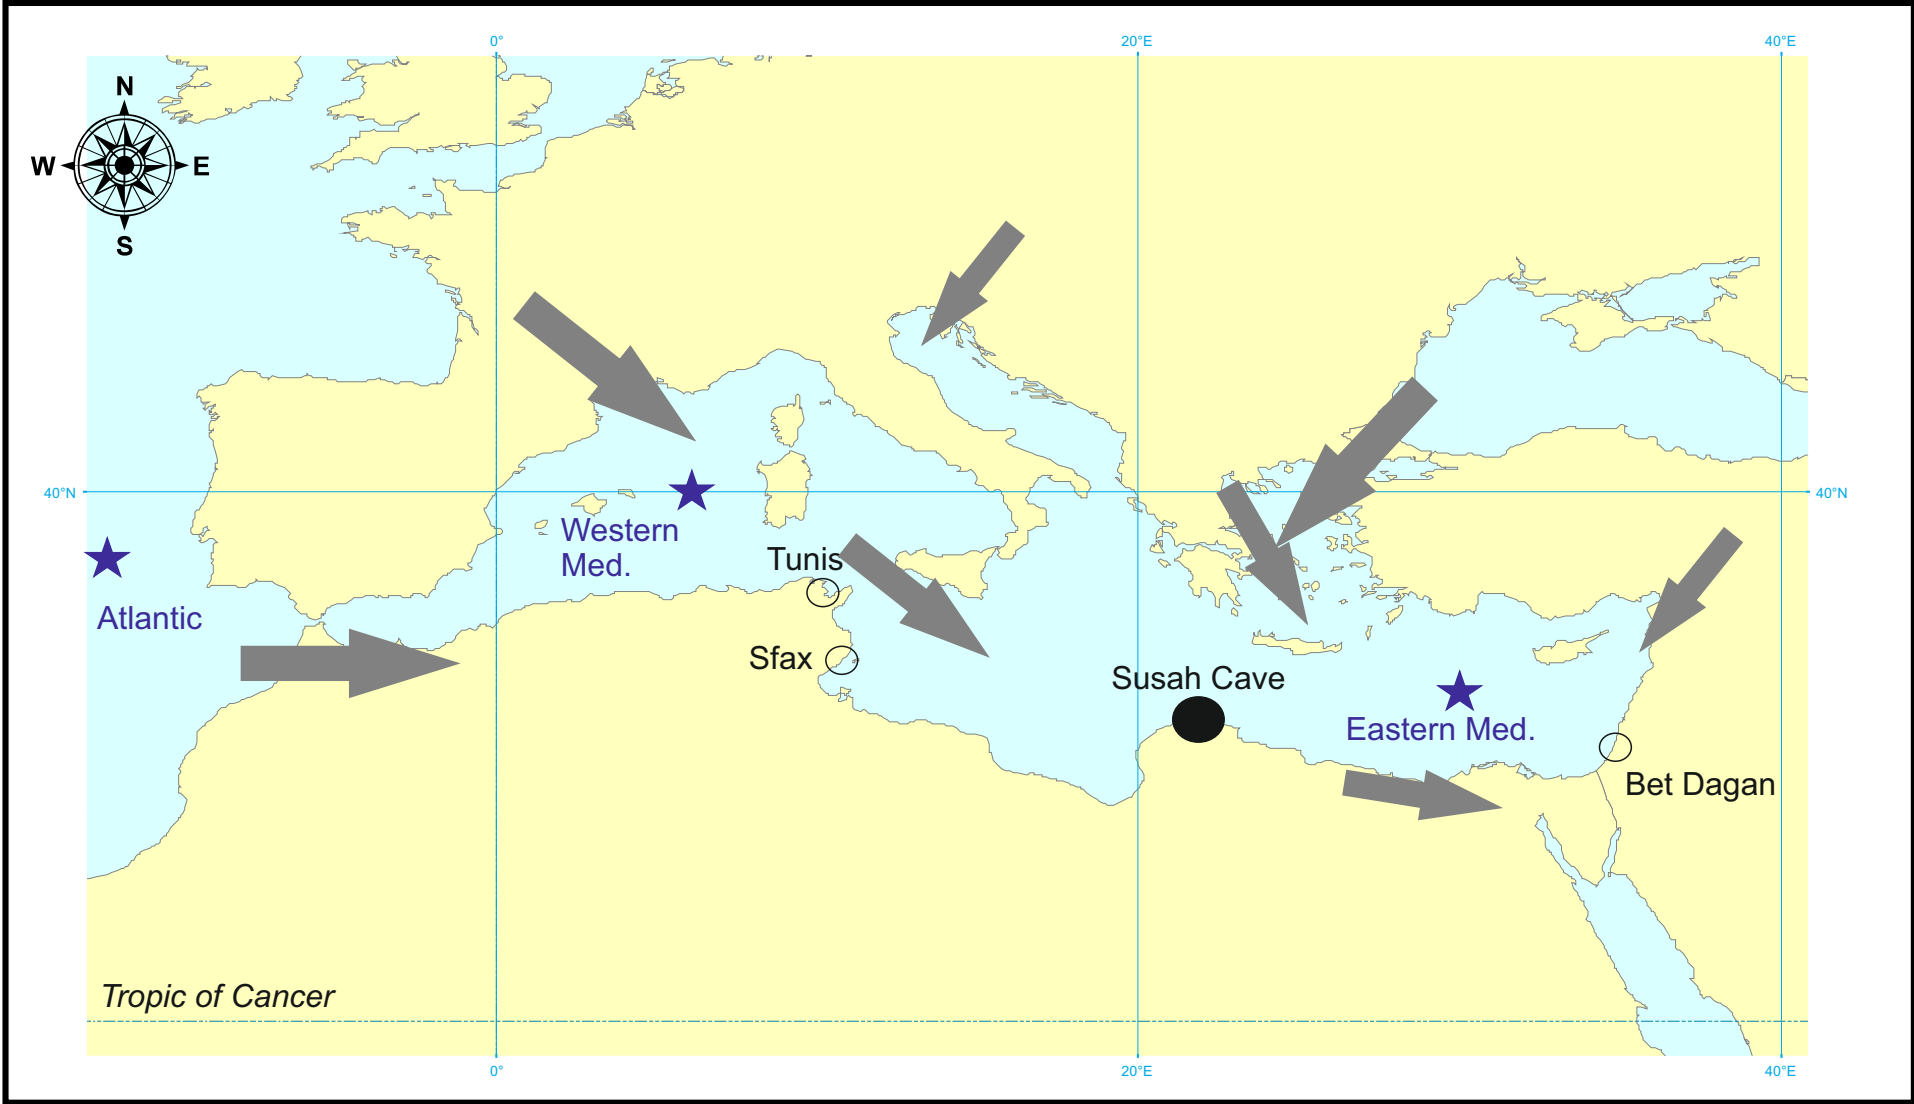 0°
20°E
40°E
N
W
E
S
40°N
40°N
Western
Med.
Tunis
Atlantic
Sfax
Susah Cave
Eastern Med.
Bet Dagan
Tropic of Cancer
0°
20°E
40°E